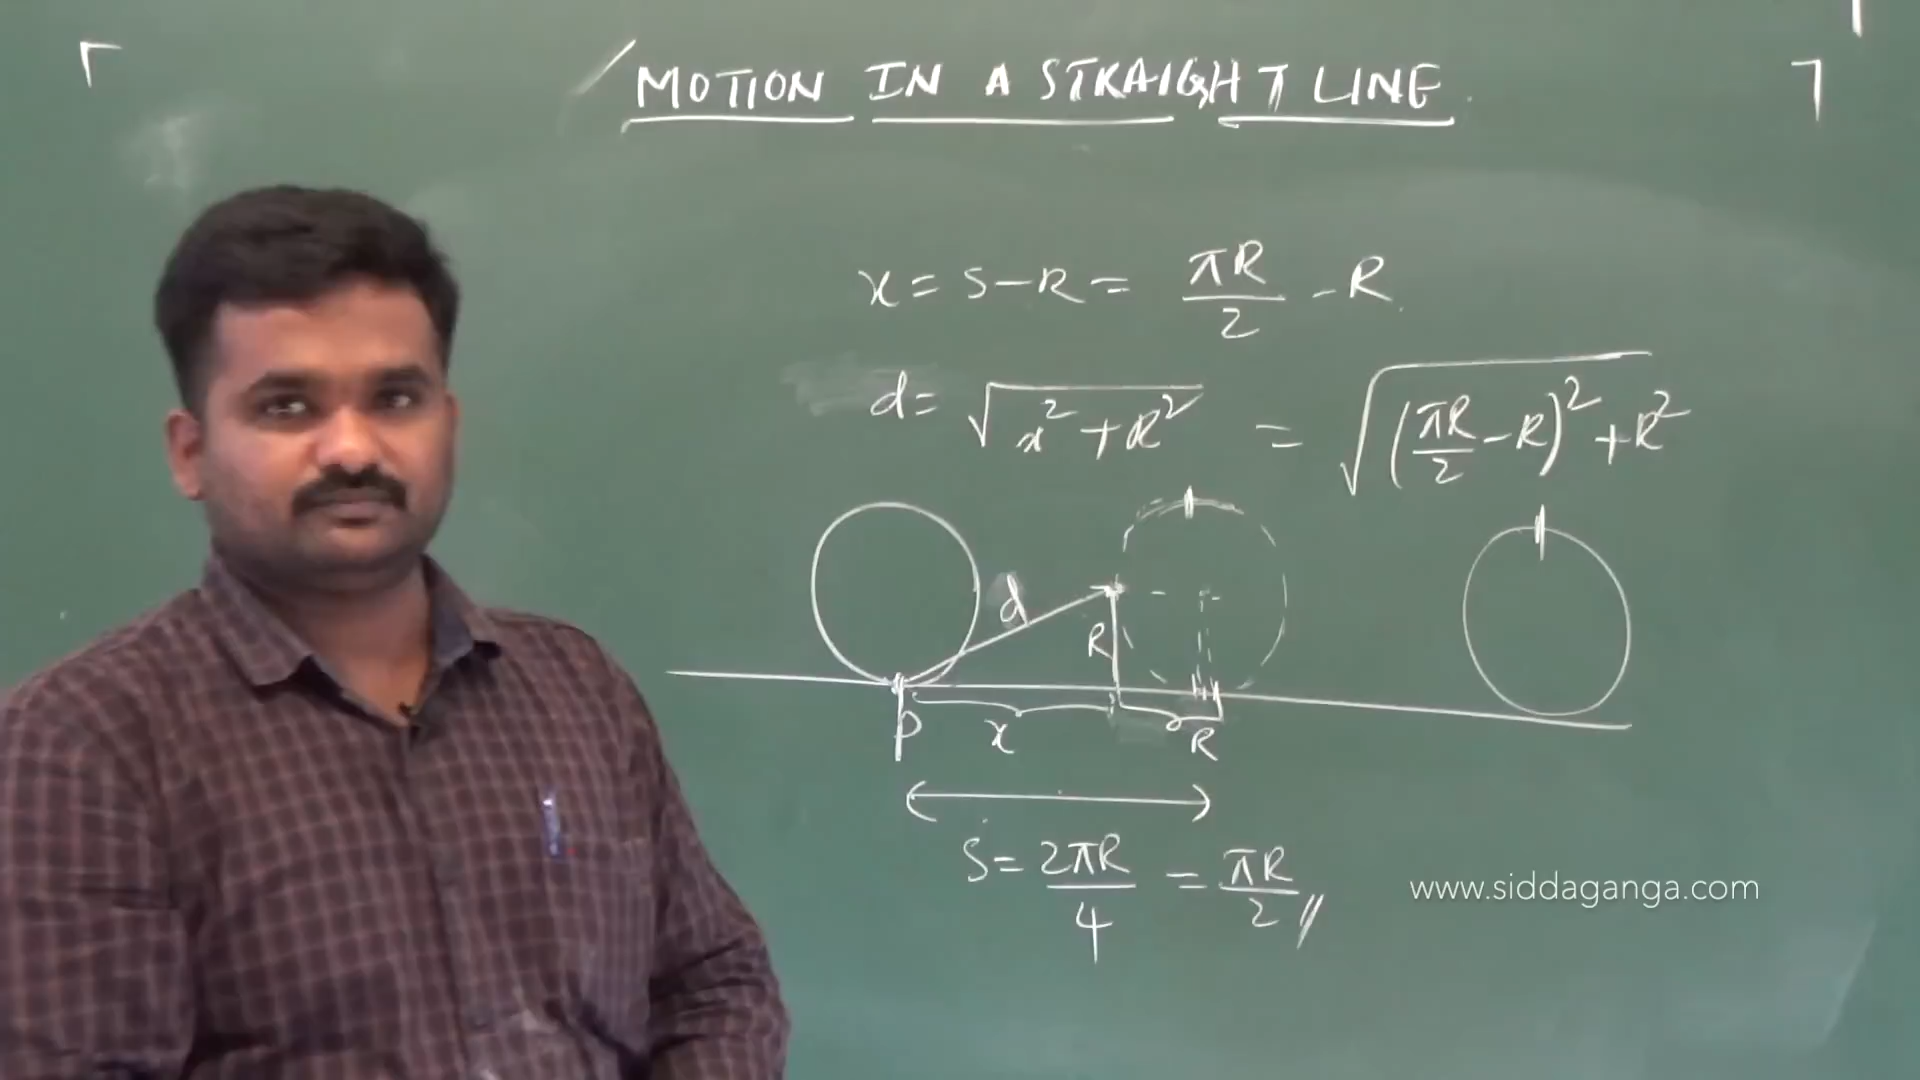 MOTION IN A STRAIGHT LINE
x = S - R = πR/2 - R
d = √(x² + R²) = √((πR/2 - R)² + R²)
d
R
P x R
S = 2πR/4 = πR/2
www.siddaganga.com